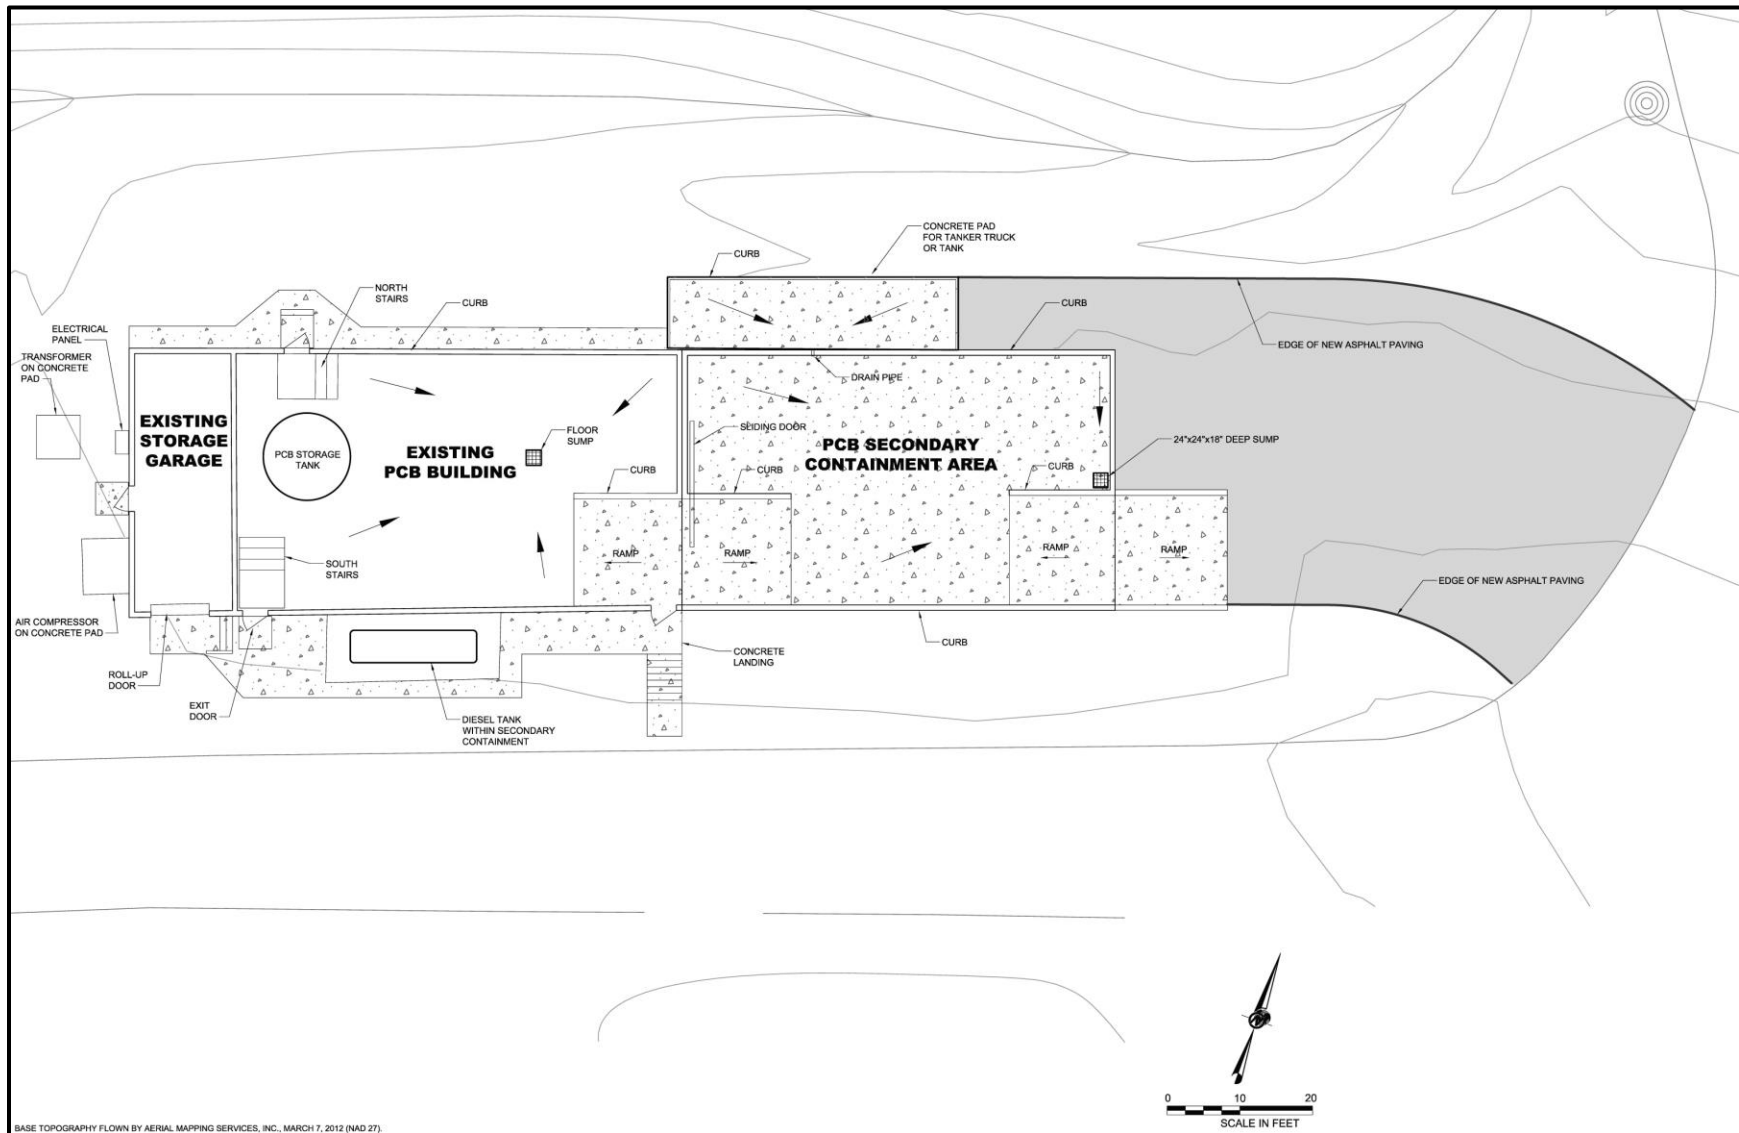 CONCRETE PAD
FOR TANKER TRUCK
OR TANK
CURB
NORTH
STAIRS
CURB
CURB
ELECTRICAL
PANEL
TRANSFORMER
ON CONCRETE
PAD
EDGE OF NEW ASPHALT PAVING
DRAIN PIPE
EXISTING
STORAGE
GARAGE
PCB STORAGE
TANK
EXISTING
PCB BUILDING
FLOOR
SUMP
SLIDING DOOR
PCB SECONDARY
CONTAINMENT AREA
24"x24"x18" DEEP SUMP
CURB
CURB
CURB
RAMP
RAMP
RAMP
RAMP
SOUTH
STAIRS
EDGE OF NEW ASPHALT PAVING
AIR COMPRESSOR
ON CONCRETE PAD
CURB
CONCRETE
LANDING
ROLL-UP
DOOR
EXIT
DOOR
DIESEL TANK
WITHIN SECONDARY
CONTAINMENT
0 10 20
SCALE IN FEET
BASE TOPOGRAPHY FLOWN BY AERIAL MAPPING SERVICES, INC., MARCH 7, 2012 (NAD 27).